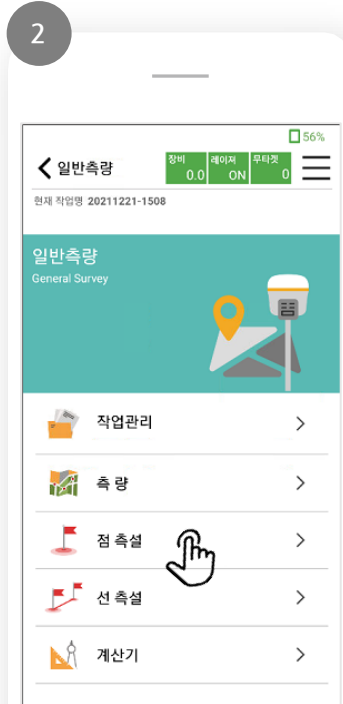 2
56%
일반측량
장비 레이저 무타겟
0.0 ON 0
현재 작업명 20211221-1508
일반측량
General Survey
작업관리
측 량
점 측설
선 측설
계산기